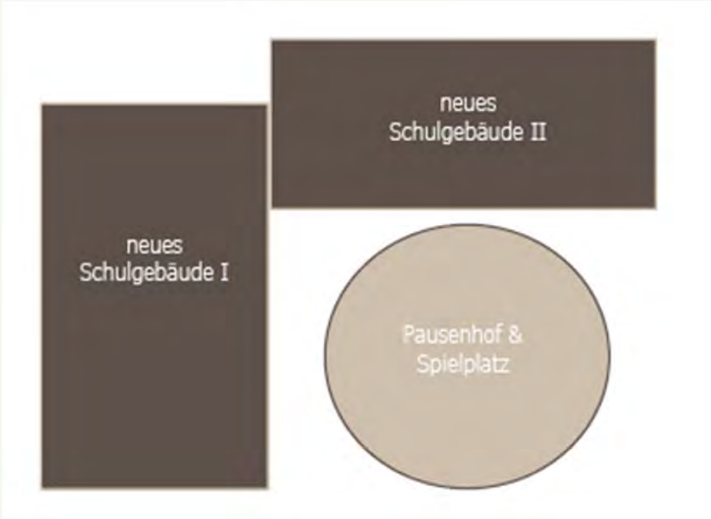 neues
Schulgebäude II
neues
Schulgebäude I
Pausenhof &
Spielplatz